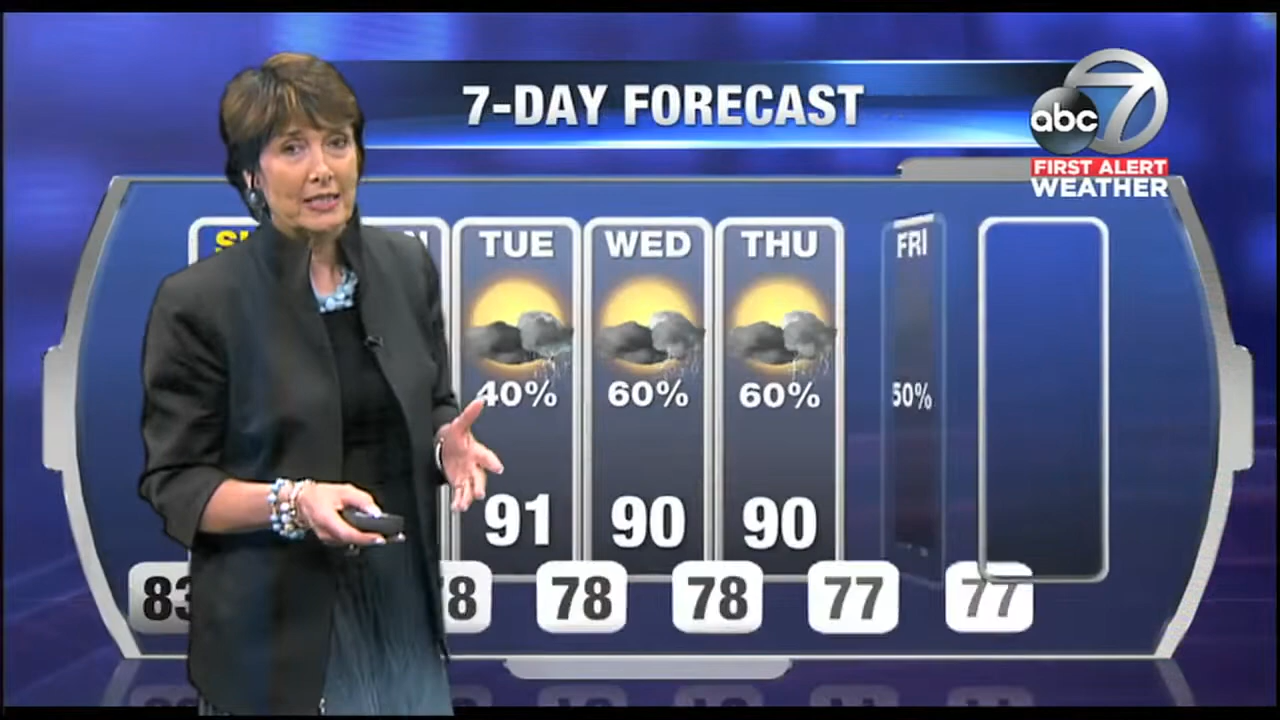 7-DAY FORECAST
abc 7
FIRST ALERT
WEATHER
TUE WED THU FRI
40% 60% 60% 50%
91 90 90
83 78 78 77 77